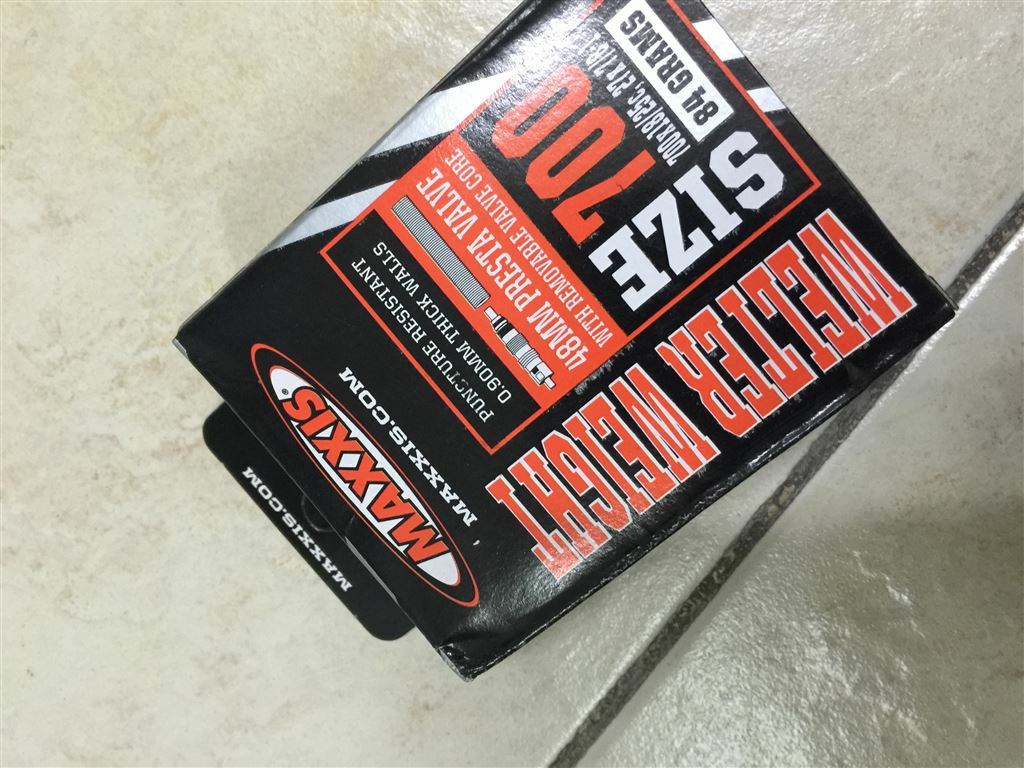 WELTER
WEIGHT
SIZE
700
84 GRAMS
700X18/25C,
48MM PRESTA VALVE
WITH REMOVABLE VALVE CORE
PUNCTURE RESISTANT
0.90MM THICK WALLS
MAXXIS.COM
MAXXIS®
MAXXIS.COM